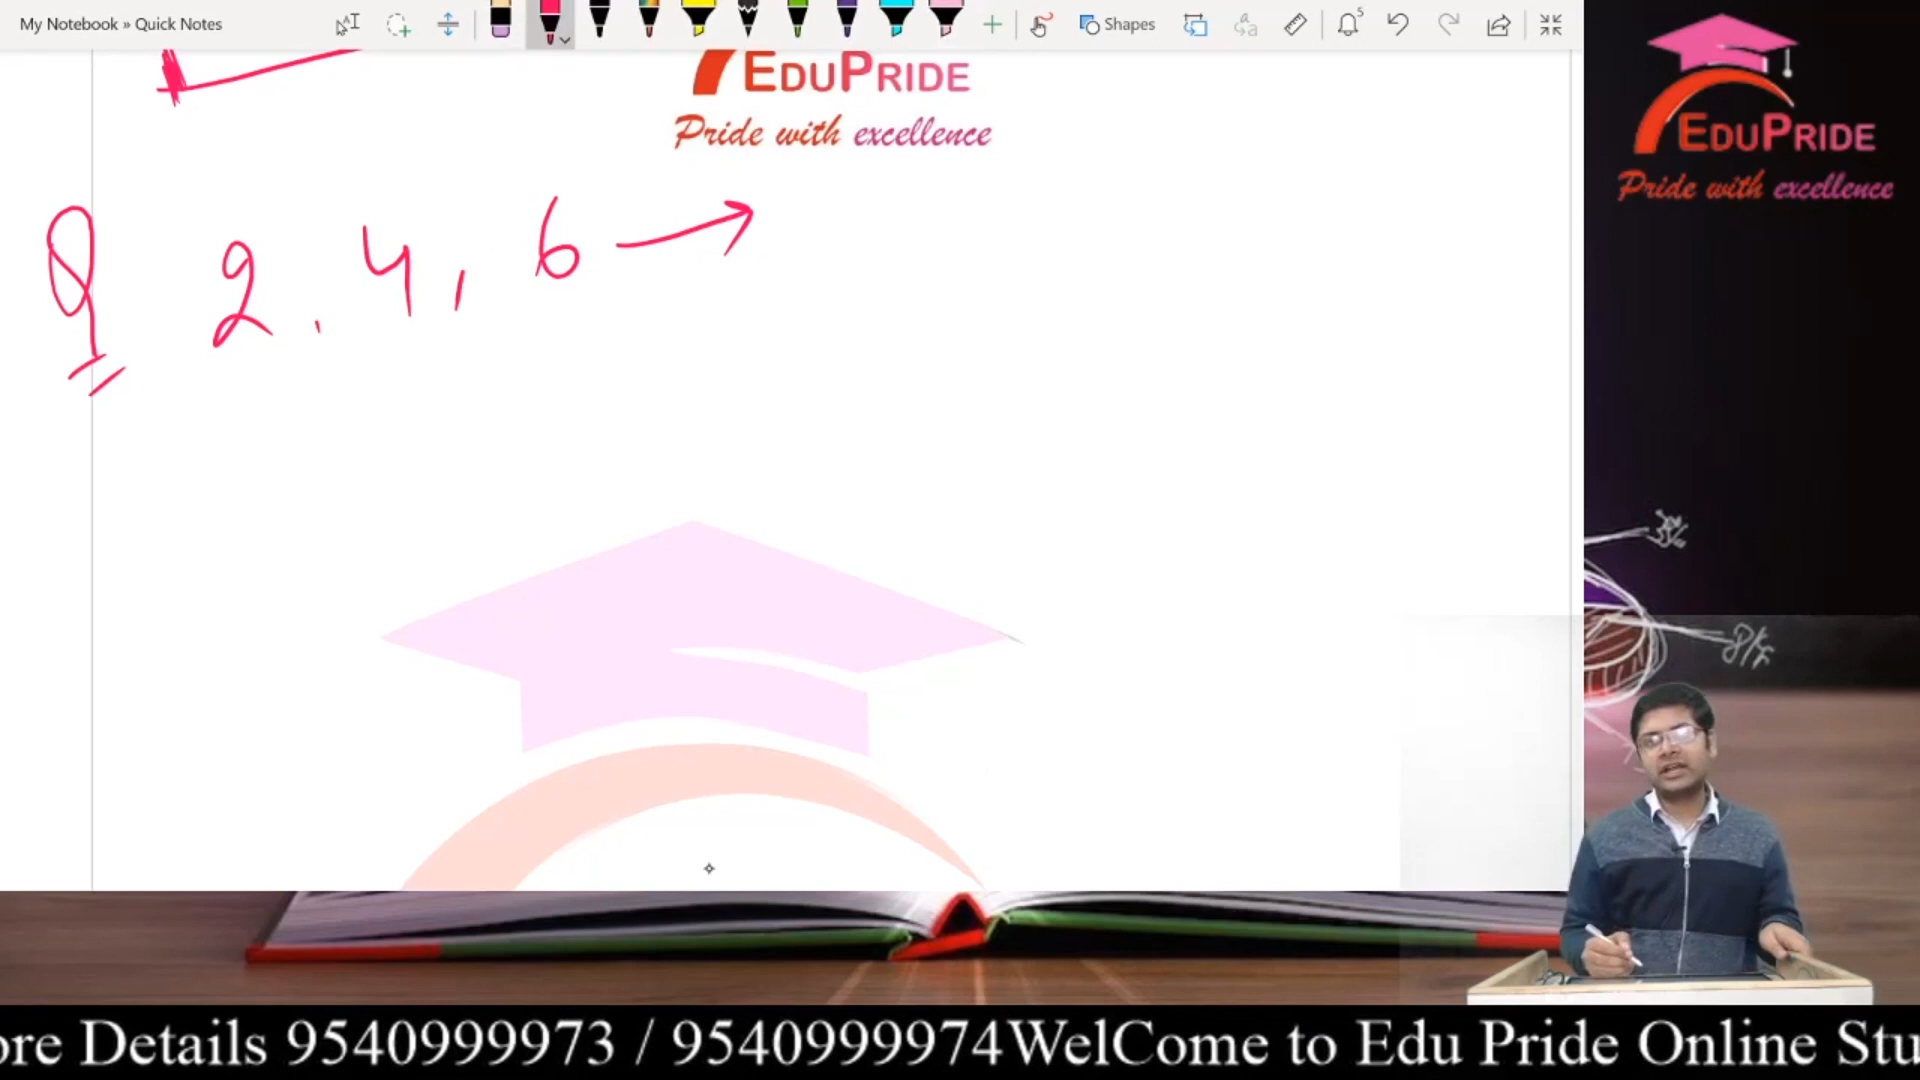 My Notebook » Quick Notes
Shapes
5
EDUPRIDE
Pride with excellence
EDUPRIDE
Pride with excellence
Q 2, 4, 6 →
ore Details 9540999973 / 9540999974WelCome to Edu Pride Online Stu